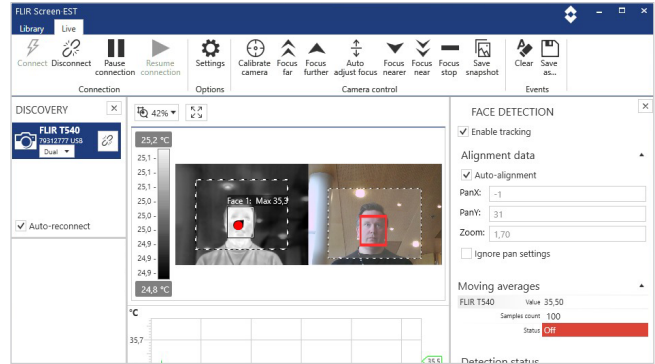 FLIR Screen-EST
Library Live
Connect Disconnect Pause connection Resume connection Settings Calibrate camera Focus far Focus further Auto adjust focus Focus nearer Focus near Focus stop Save snapshot Clear Save as...
Connection Options Camera control Events
DISCOVERY
FLIR T540
79312777 USB
Dual
Auto-reconnect
42%
25,2 °C
25,1
25,1
25,1
25,0
25,0
25,0
24,9
24,9
24,9
24,8 °C
Face 1: Max 35,3
°C
35,7
35,5
FACE DETECTION
Enable tracking
Alignment data
Auto-alignment
PanX: -1
PanY: 31
Zoom: 1,70
Ignore pan settings
Moving averages
FLIR T540 Value 35,50
Samples count 100
Status Off
Detection status